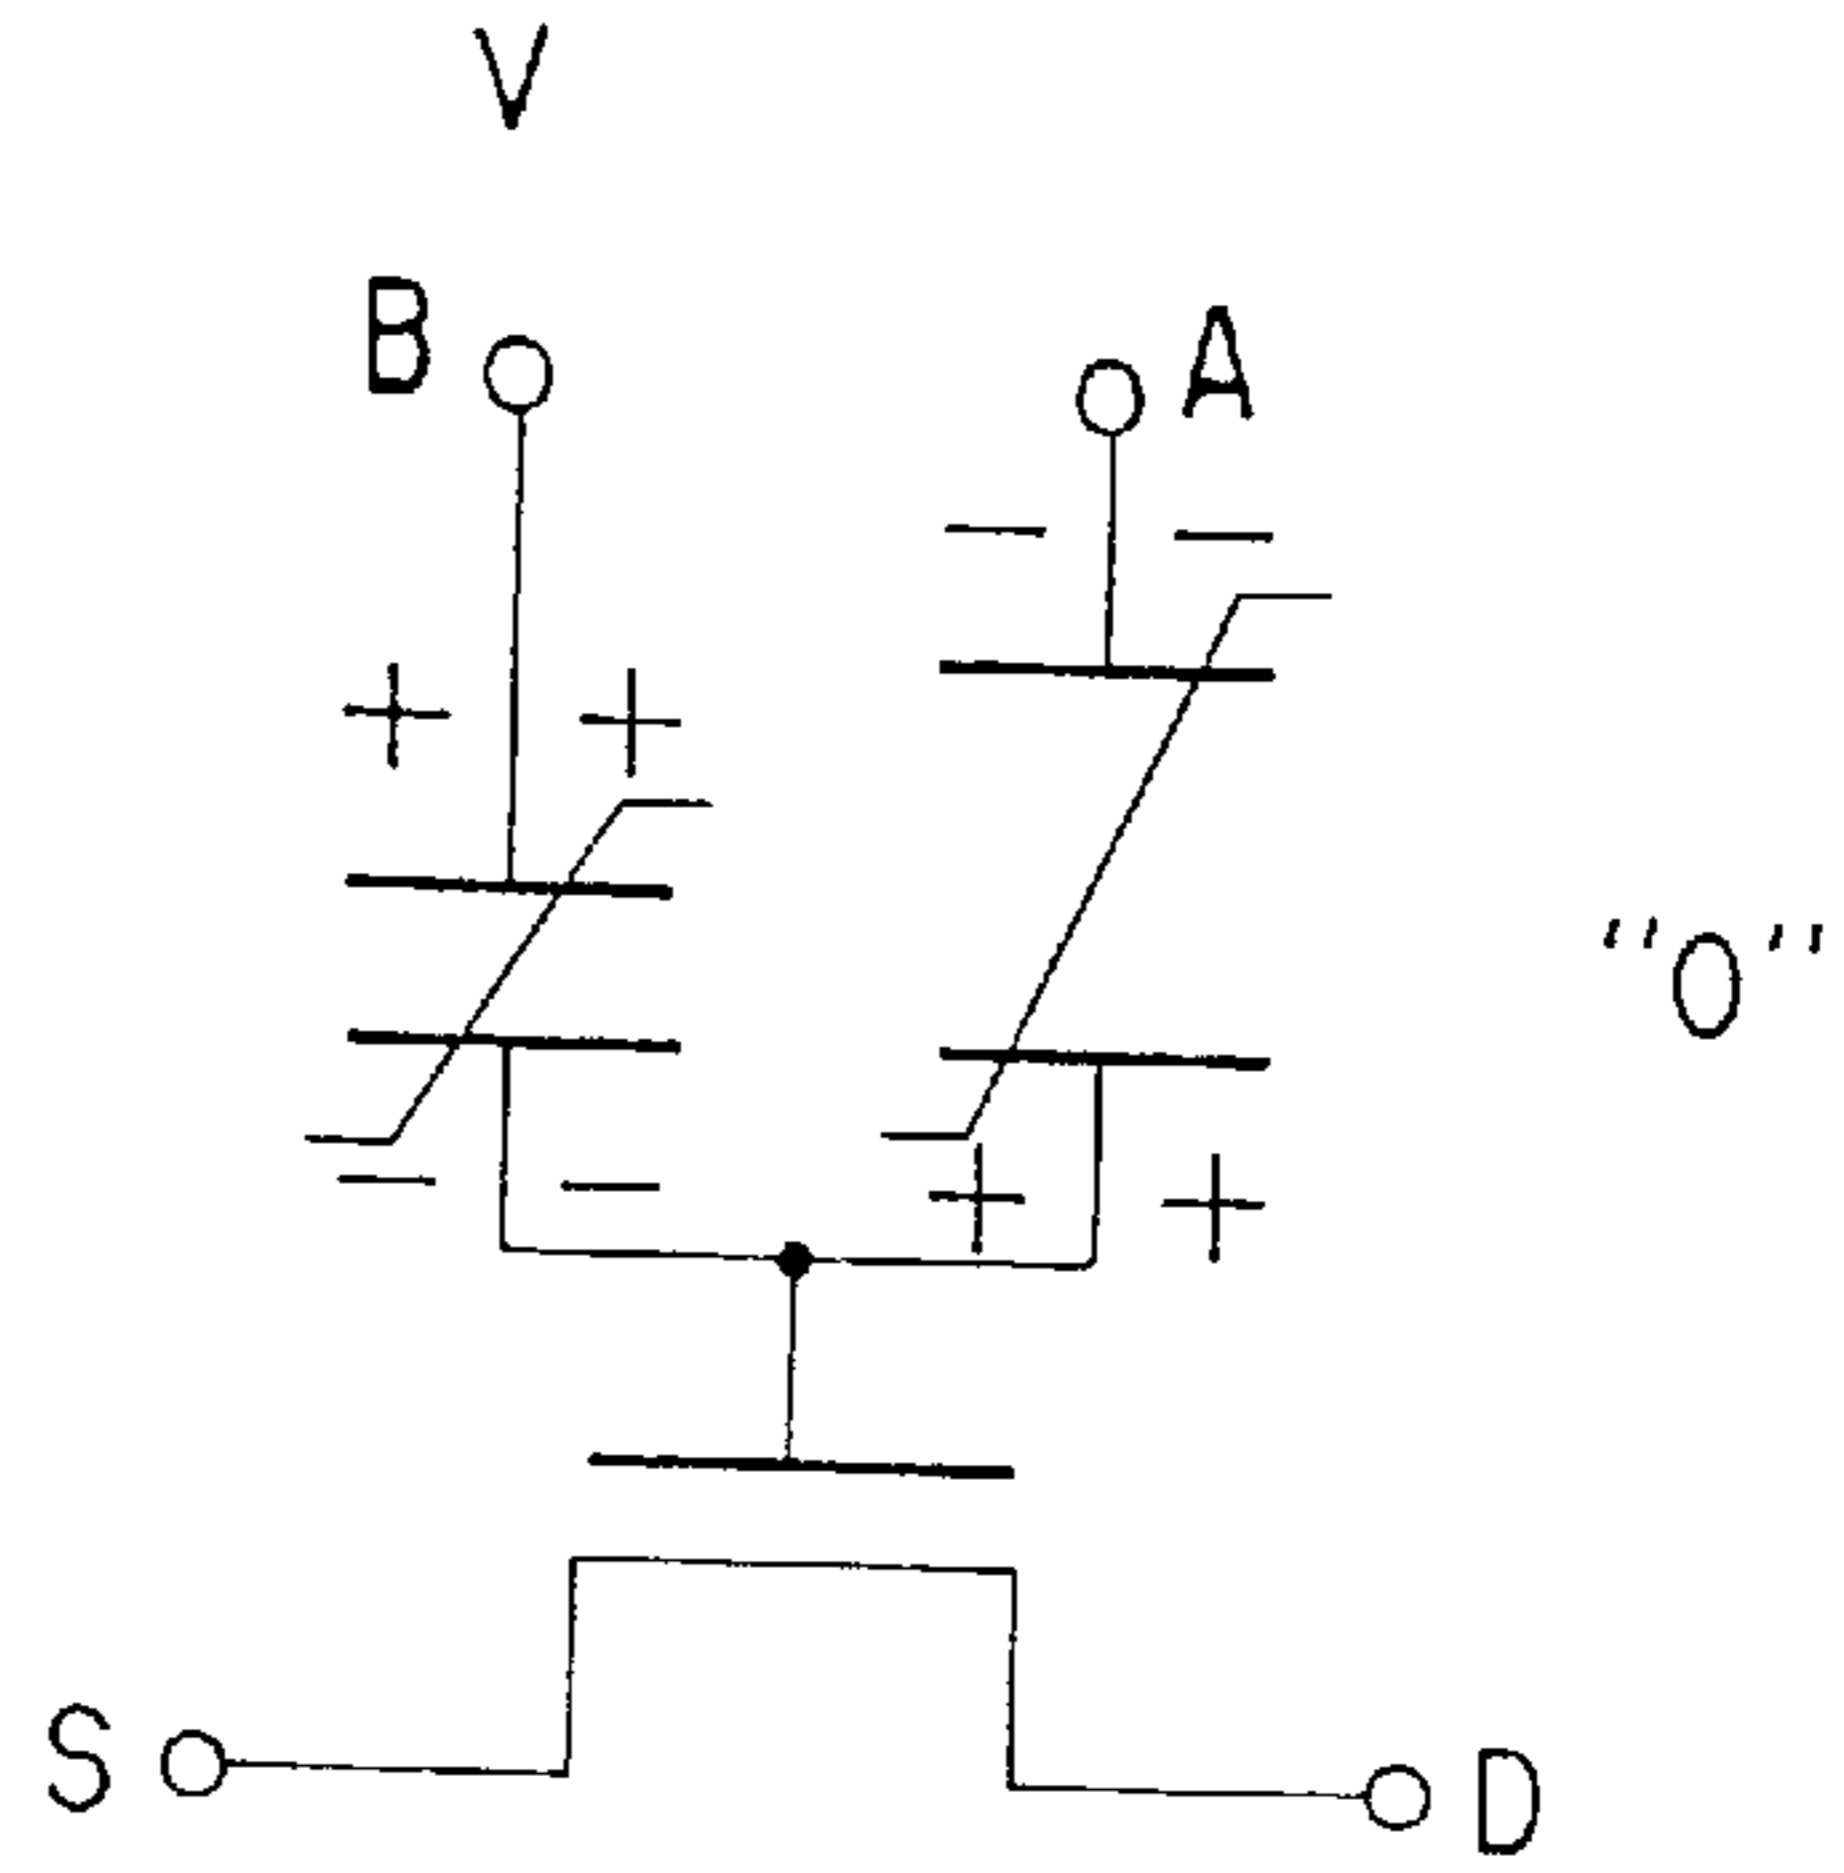 V
B A
− −
+ +
"0"
− − + +
S D